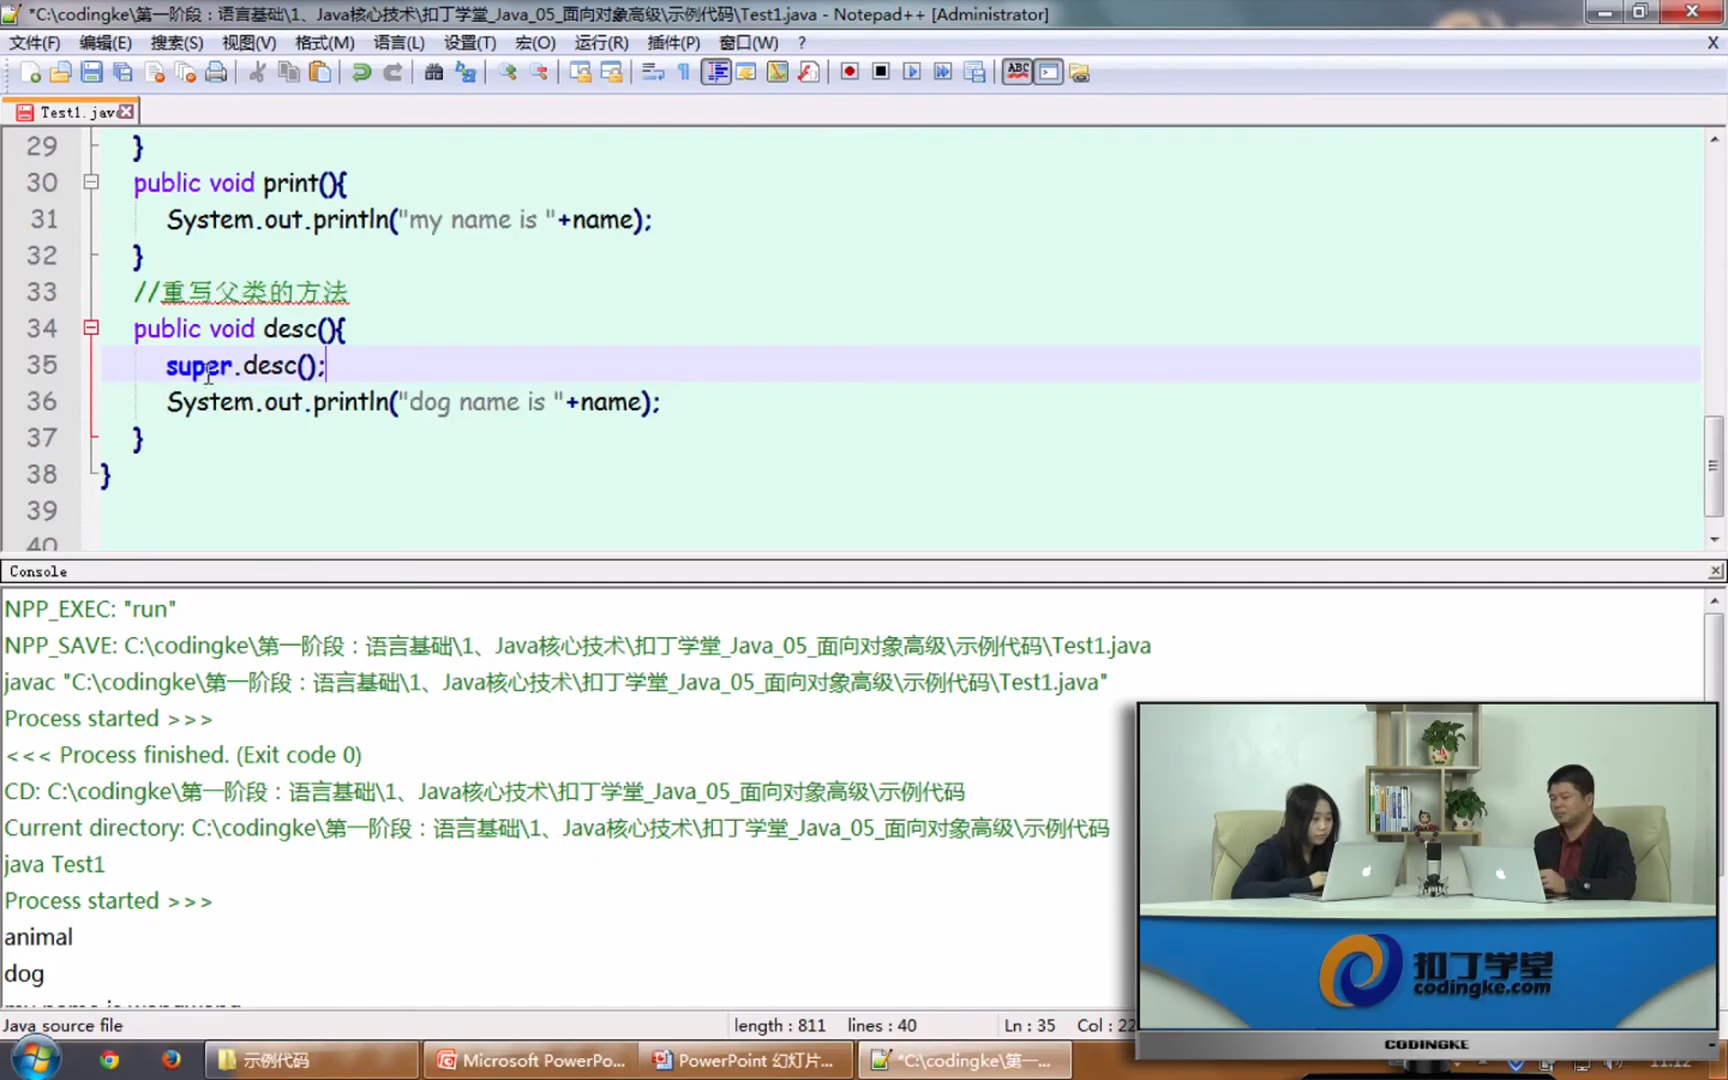 *C:\codingke\第一阶段：语言基础\1、Java核心技术\扣丁学堂_Java_05_面向对象高级\示例代码\Test1.java - Notepad++ [Administrator]
文件(F) 编辑(E) 搜索(S) 视图(V) 格式(M) 语言(L) 设置(T) 宏(O) 运行(R) 插件(P) 窗口(W) ? X
ABC
Test1.java
29 }
30 public void print(){
31 System.out.println("my name is "+name);
32 }
33 //重写父类的方法
34 public void desc(){
35 super.desc();
36 System.out.println("dog name is "+name);
37 }
38 }
39
40
Console
NPP_EXEC: "run"
NPP_SAVE: C:\codingke\第一阶段：语言基础\1、Java核心技术\扣丁学堂_Java_05_面向对象高级\示例代码\Test1.java
javac "C:\codingke\第一阶段：语言基础\1、Java核心技术\扣丁学堂_Java_05_面向对象高级\示例代码\Test1.java"
Process started >>>
<<< Process finished. (Exit code 0)
CD: C:\codingke\第一阶段：语言基础\1、Java核心技术\扣丁学堂_Java_05_面向对象高级\示例代码
Current directory: C:\codingke\第一阶段：语言基础\1、Java核心技术\扣丁学堂_Java_05_面向对象高级\示例代码
java Test1
Process started >>>
animal
dog
my name is wangwang
扣丁学堂
codingke.com
CODINGKE
Java source file length : 811 lines : 40 Ln : 35 Col : 22
示例代码 Microsoft PowerPo... PowerPoint 幻灯片... *C:\codingke\第一... 11:12